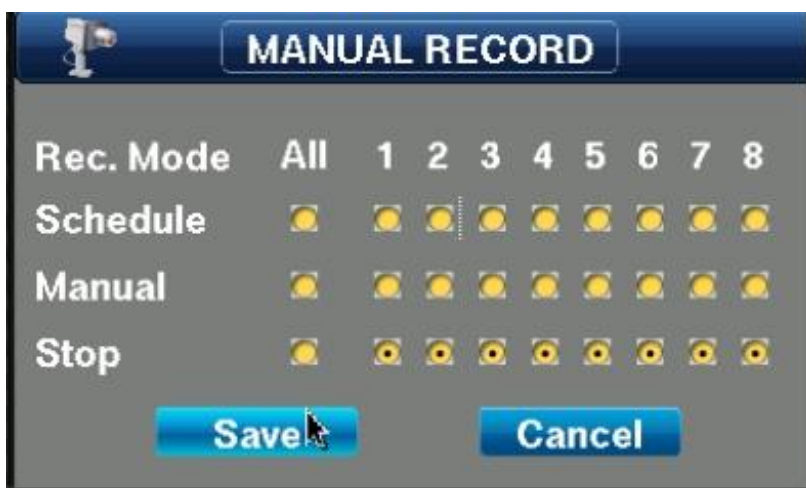 MANUAL RECORD
Rec. Mode All 1 2 3 4 5 6 7 8
Schedule
Manual
Stop
Save Cancel